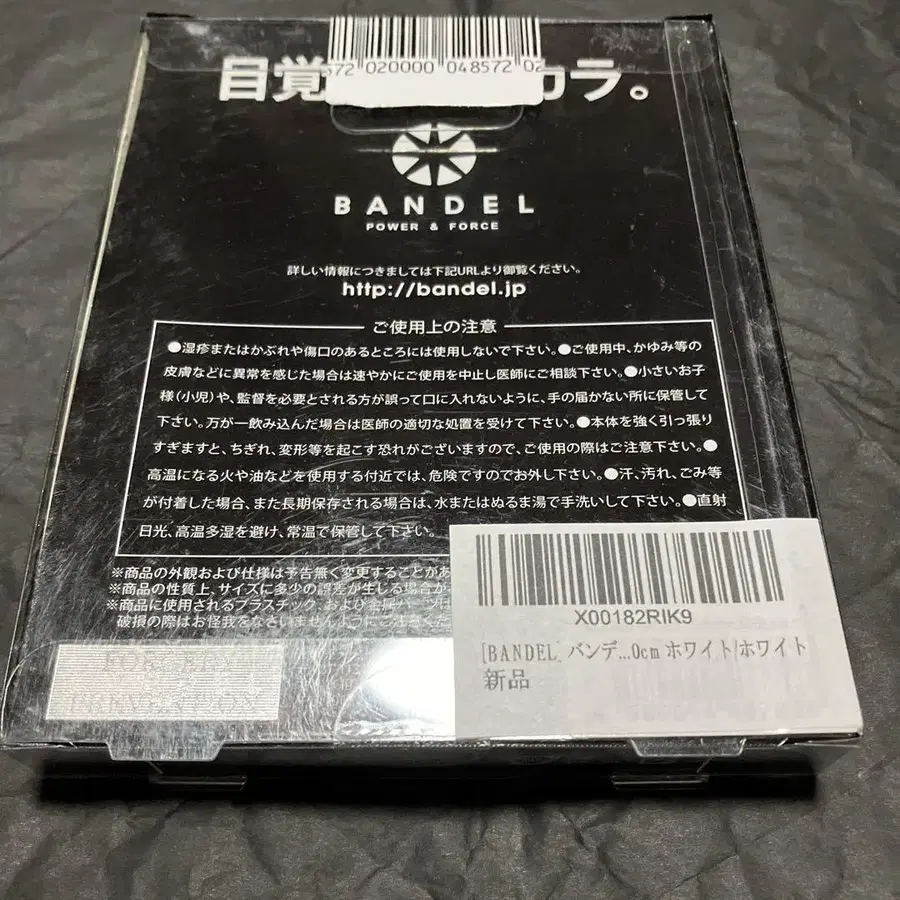 572 020000 048572 02
目覚 カラ。
BANDEL
POWER & FORCE
詳しい情報につきましては下記URLより御覧ください。
http://bandel.jp
ご使用上の注意
●湿疹またはかぶれや傷口のあるところには使用しないで下さい。●ご使用中、かゆみ等の
皮膚などに異常を感じた場合は速やかにご使用を中止し医師にご相談下さい。●小さいお子
様(小児)や、監督を必要とされる方が誤って口に入れないように、手の届かない所に保管して
下さい。万が一飲み込んだ場合は医師の適切な処置を受けて下さい。●本体を強く引っ張り
すぎますと、ちぎれ、変形等を起こす恐れがございますので、ご使用の際はご注意下さい。●
高温になる火や油などを使用する付近では、危険ですのでお外し下さい。●汗、汚れ、ごみ等
が付着した場合、また長期保存される場合は、水またはぬるま湯で手洗いして下さい。●直射
日光、高温多湿を避け、常温で保管して下さい。
※商品の外観および仕様は予告無く変更することがあ
※商品の性質上、サイズに多少の誤差が生じる場合が
※商品に使用されるプラスチック、および金属パーツは
破損の際はお怪我をなさいませんようにご注意くだ
X00182RIK9
[BANDEL] バンデ...0cm ホワイト/ホワイト
新品